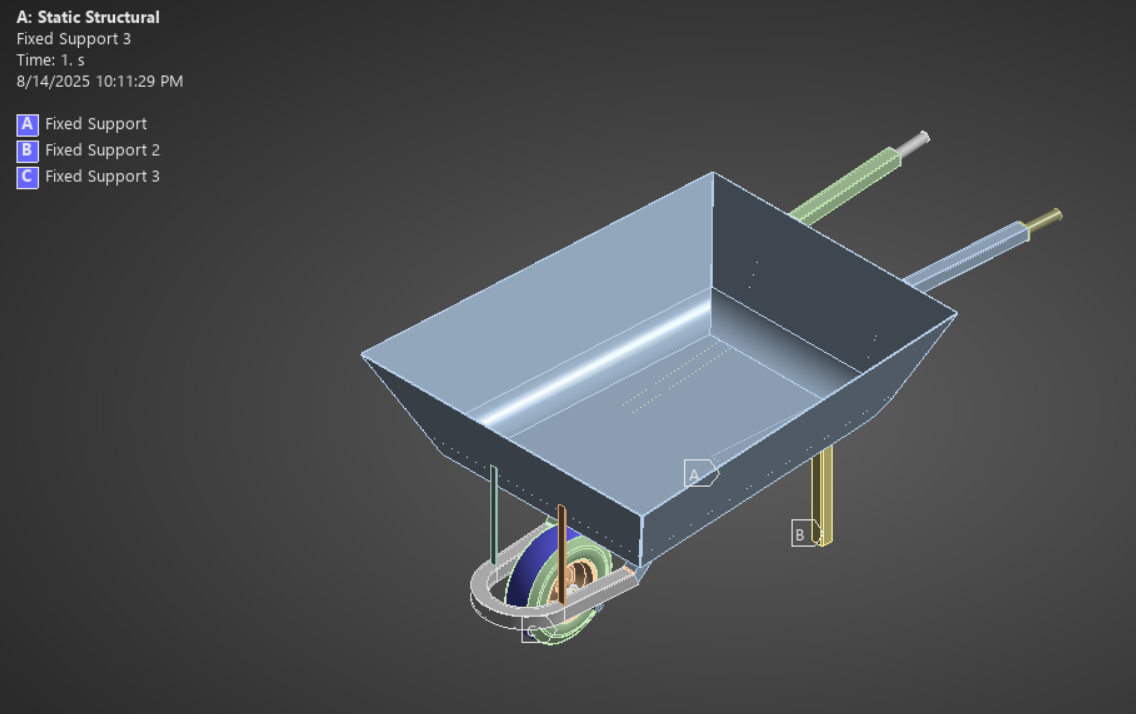 A: Static Structural
Fixed Support 3
Time: 1. s
8/14/2025 10:11:29 PM
A Fixed Support
B Fixed Support 2
C Fixed Support 3
A
B
C